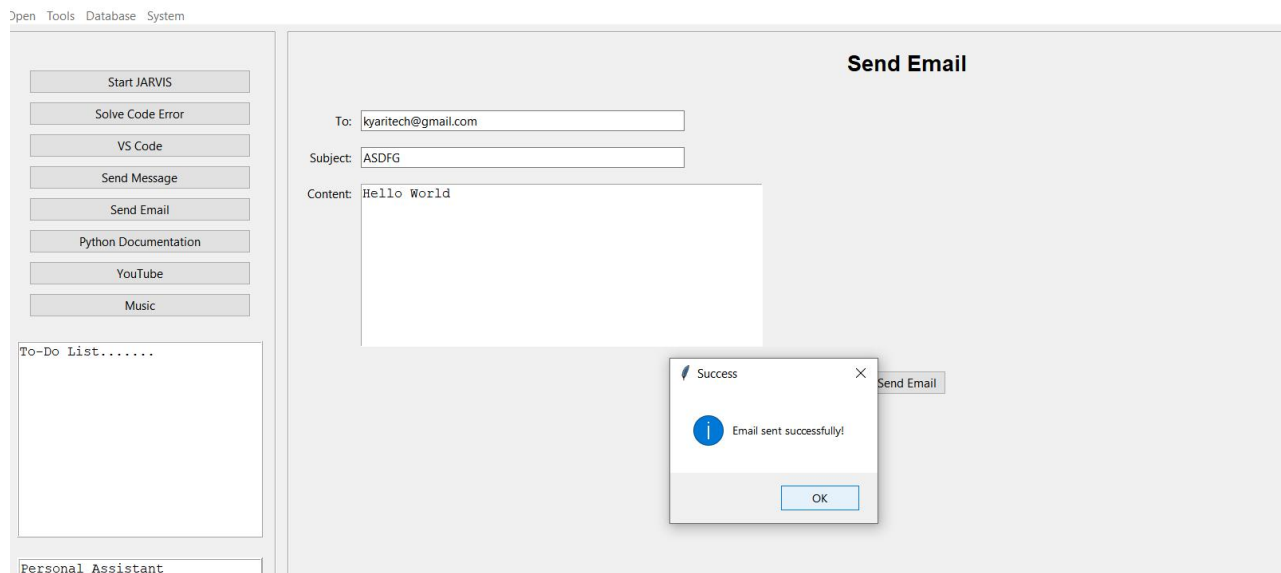 Open Tools Database System
Start JARVIS
Solve Code Error
VS Code
Send Message
Send Email
Python Documentation
YouTube
Music
To-Do List.......
Personal Assistant
Send Email
To: kyaritech@gmail.com
Subject: ASDFG
Content: Hello World
Send Email
Success
Email sent successfully!
OK